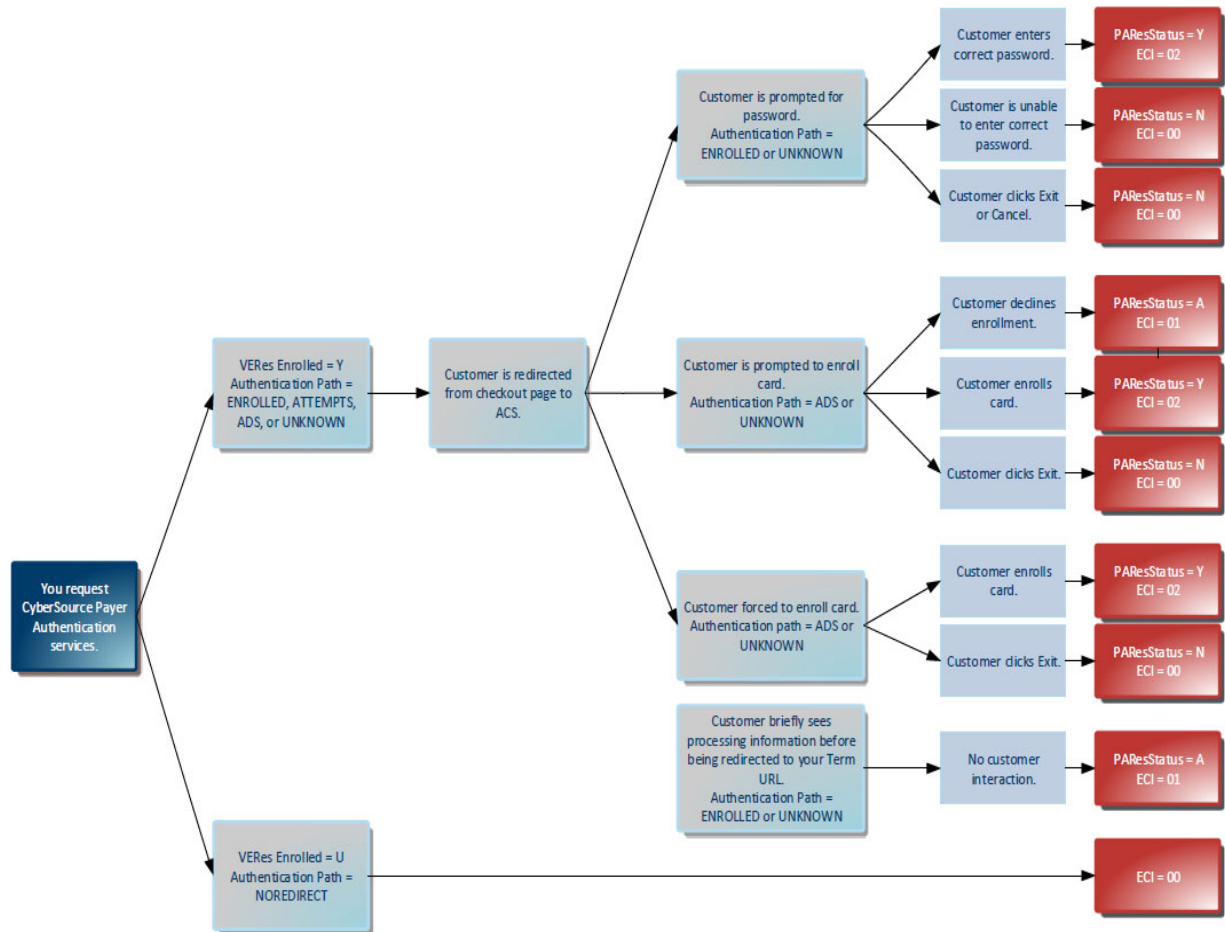 Customer enters
correct password.
PAResStatus = Y
ECI = 02
Customer is prompted for
password.
Authentication Path =
ENROLLED or UNKNOWN
Customer is unable
to enter correct
password.
PAResStatus = N
ECI = 00
Customer clicks Exit
or Cancel.
PAResStatus = N
ECI = 00
Customer declines
enrollment.
PAResStatus = A
ECI = 01
VERes Enrolled = Y
Authentication Path =
ENROLLED, ATTEMPTS,
ADS, or UNKNOWN
Customer is redirected
from checkout page to
ACS.
Customer is prompted to enroll
card.
Authentication Path = ADS or
UNKNOWN
Customer enrolls
card.
PAResStatus = Y
ECI = 02
Customer clicks Exit.
PAResStatus = N
ECI = 00
You request
CyberSource Payer
Authentication
services.
Customer forced to enroll card.
Authentication path = ADS or
UNKNOWN
Customer enrolls
card.
PAResStatus = Y
ECI = 02
Customer clicks Exit.
PAResStatus = N
ECI = 00
Customer briefly sees
processing information before
being redirected to your Term
URL.
Authentication Path =
ENROLLED or UNKNOWN
No customer
interaction.
PAResStatus = A
ECI = 01
VERes Enrolled = U
Authentication Path =
NOREDIRECT
ECI = 00